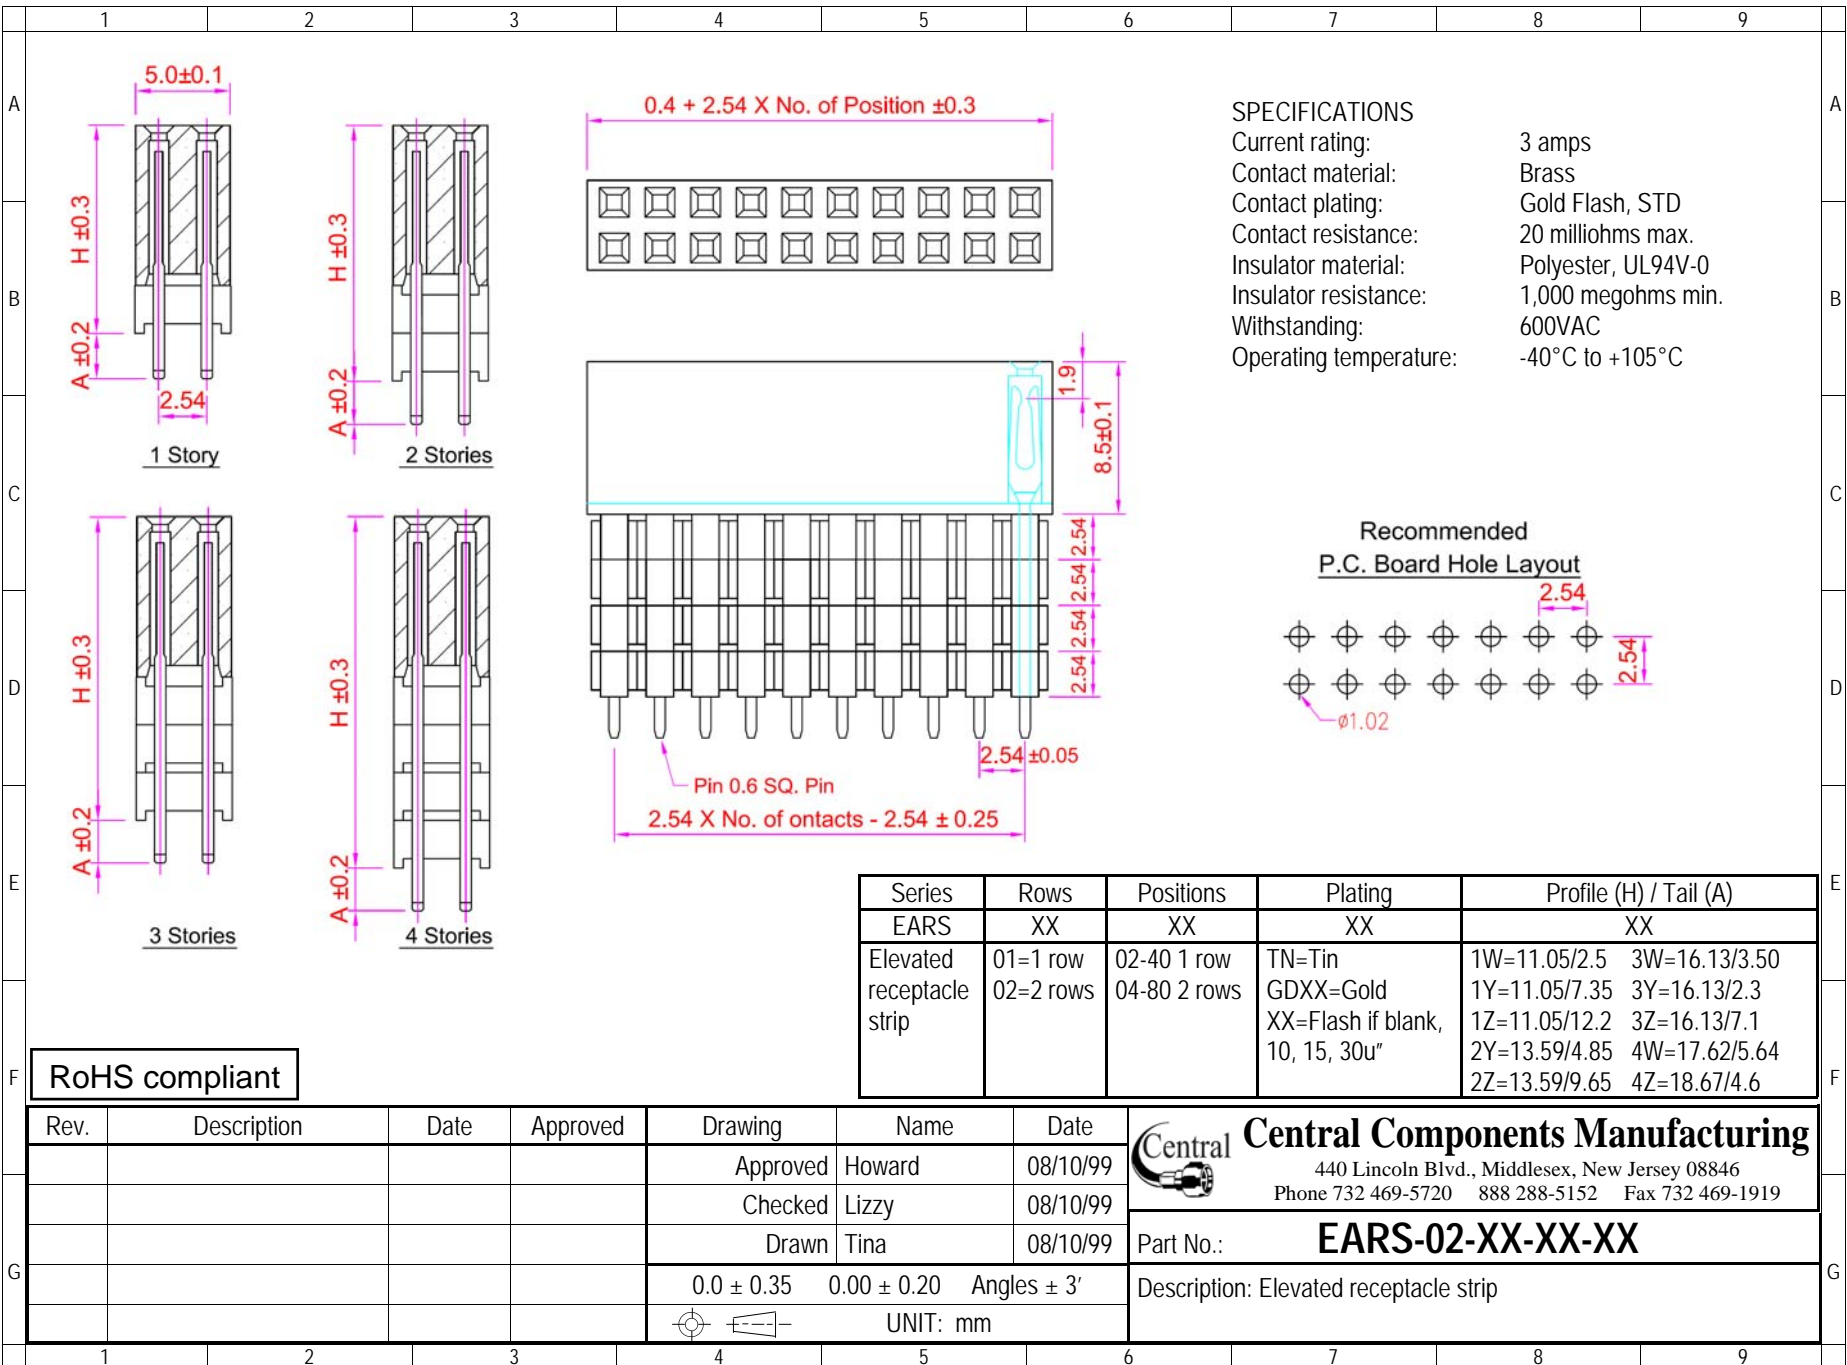 1 2 3 4 5 6 7 8 9
A
B
C
D
E
F
G
5.0±0.1
H ±0.3
A ±0.2
2.54
1 Story
H ±0.3
A ±0.2
2 Stories
H ±0.3
A ±0.2
3 Stories
H ±0.3
A ±0.2
4 Stories
0.4 + 2.54 X No. of Position ±0.3
1.9
8.5±0.1
2.54
2.54
2.54
2.54
2.54 ±0.05
Pin 0.6 SQ. Pin
2.54 X No. of ontacts - 2.54 ± 0.25
SPECIFICATIONS
Current rating: 3 amps
Contact material: Brass
Contact plating: Gold Flash, STD
Contact resistance: 20 milliohms max.
Insulator material: Polyester, UL94V-0
Insulator resistance: 1,000 megohms min.
Withstanding: 600VAC
Operating temperature: -40°C to +105°C
Recommended
P.C. Board Hole Layout
2.54
2.54
ø1.02
Series Rows Positions Plating Profile (H) / Tail (A)
EARS XX XX XX XX
Elevated 01=1 row 02-40 1 row TN=Tin 1W=11.05/2.5 3W=16.13/3.50
receptacle 02=2 rows 04-80 2 rows GDXX=Gold 1Y=11.05/7.35 3Y=16.13/2.3
strip XX=Flash if blank, 1Z=11.05/12.2 3Z=16.13/7.1
10, 15, 30u″ 2Y=13.59/4.85 4W=17.62/5.64
2Z=13.59/9.65 4Z=18.67/4.6
RoHS compliant
Rev. Description Date Approved
Drawing Name Date
Approved Howard 08/10/99
Checked Lizzy 08/10/99
Drawn Tina 08/10/99
0.0 ± 0.35 0.00 ± 0.20 Angles ± 3′
UNIT: mm
Central
Central Components Manufacturing
440 Lincoln Blvd., Middlesex, New Jersey 08846
Phone 732 469-5720 888 288-5152 Fax 732 469-1919
Part No.: EARS-02-XX-XX-XX
Description: Elevated receptacle strip
A
B
C
D
E
F
G
1 2 3 4 5 6 7 8 9